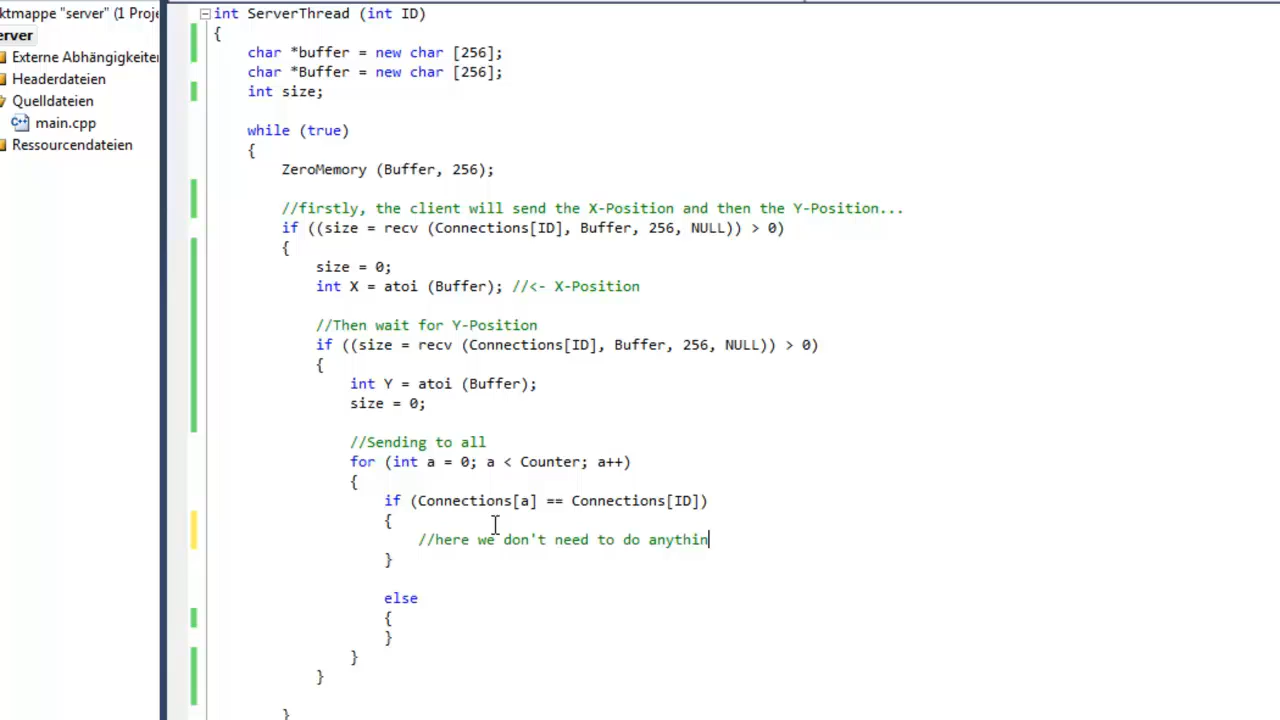 ktmappe "server" (1 Proje
erver
Externe Abhängigkeiten
Headerdateien
Quelldateien
main.cpp
Ressourcendateien
int ServerThread (int ID)
{
char *buffer = new char [256];
char *Buffer = new char [256];
int size;
while (true)
{
ZeroMemory (Buffer, 256);
//firstly, the client will send the X-Position and then the Y-Position...
if ((size = recv (Connections[ID], Buffer, 256, NULL)) > 0)
{
size = 0;
int X = atoi (Buffer); //<- X-Position
//Then wait for Y-Position
if ((size = recv (Connections[ID], Buffer, 256, NULL)) > 0)
{
int Y = atoi (Buffer);
size = 0;
//Sending to all
for (int a = 0; a < Counter; a++)
{
if (Connections[a] == Connections[ID])
{
//here we don't need to do anythin
}
else
{
}
}
}
}